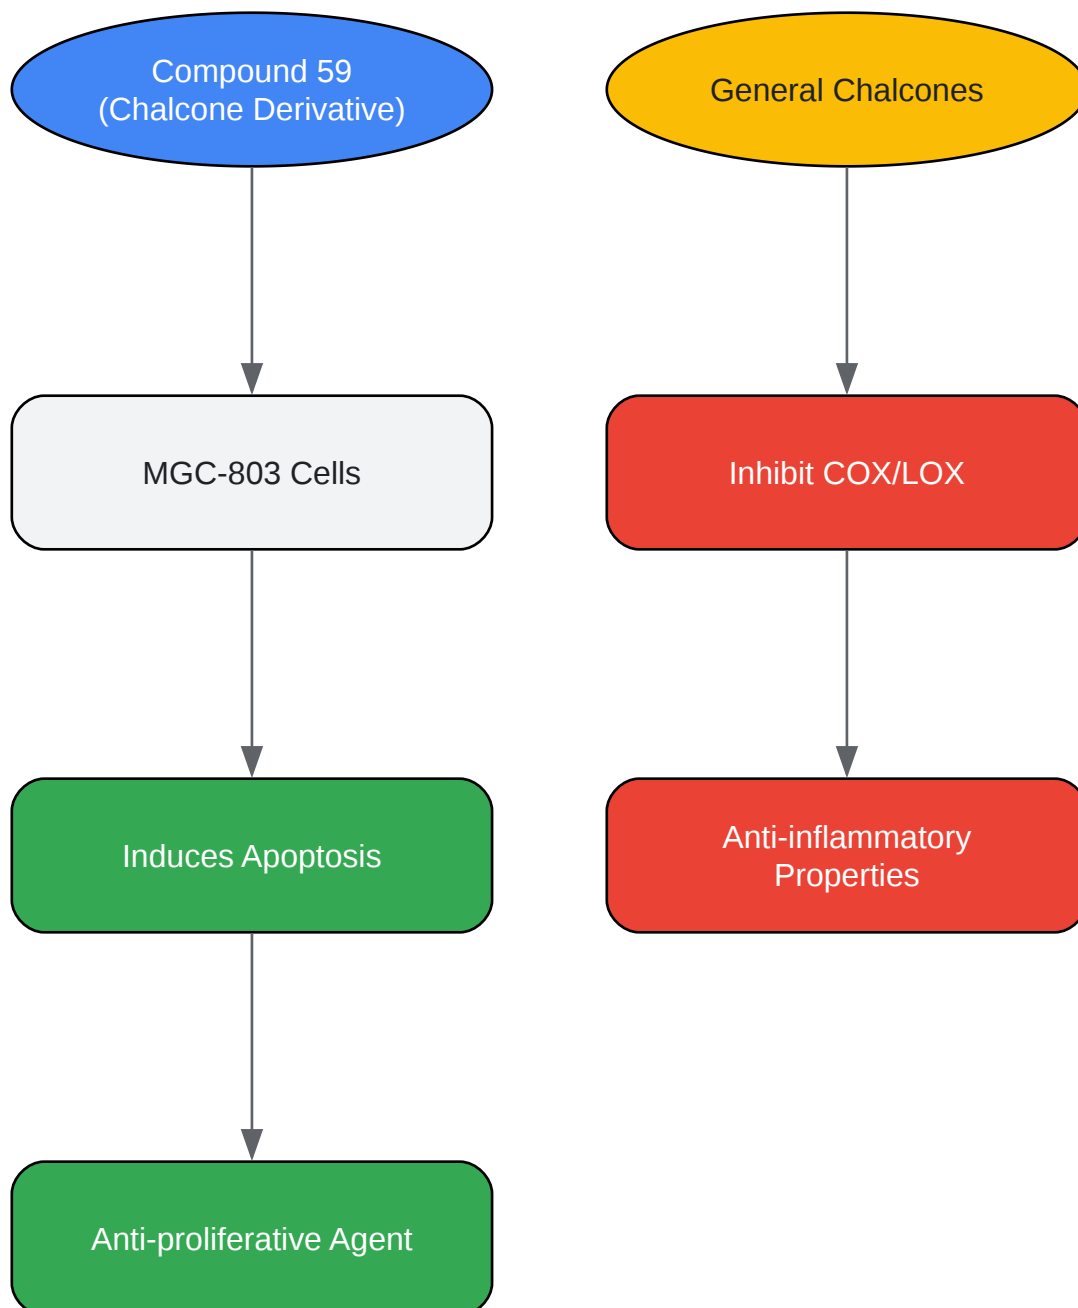 Compound 59
(Chalcone Derivative)
General Chalcones
MGC-803 Cells
Inhibit COX/LOX
Induces Apoptosis
Anti-inflammatory
Properties
Anti-proliferative Agent